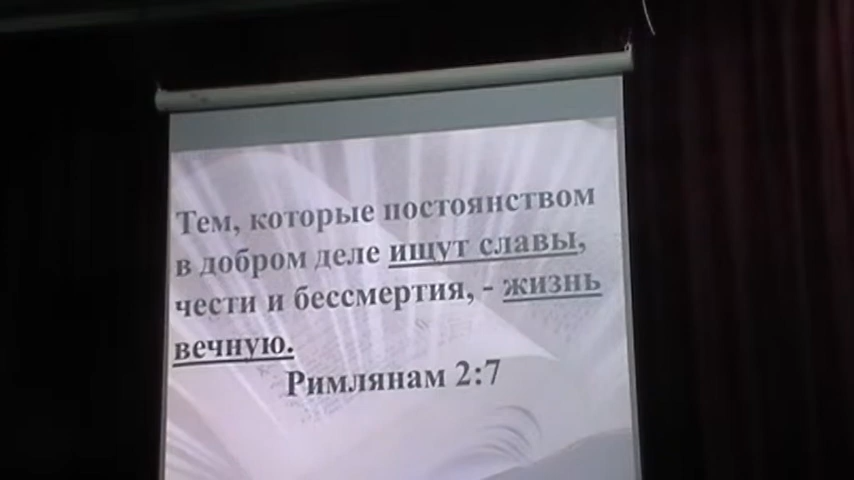 Тем, которые постоянством
в добром деле ищут славы,
чести и бессмертия, - жизнь
вечную.
Римлянам 2:7